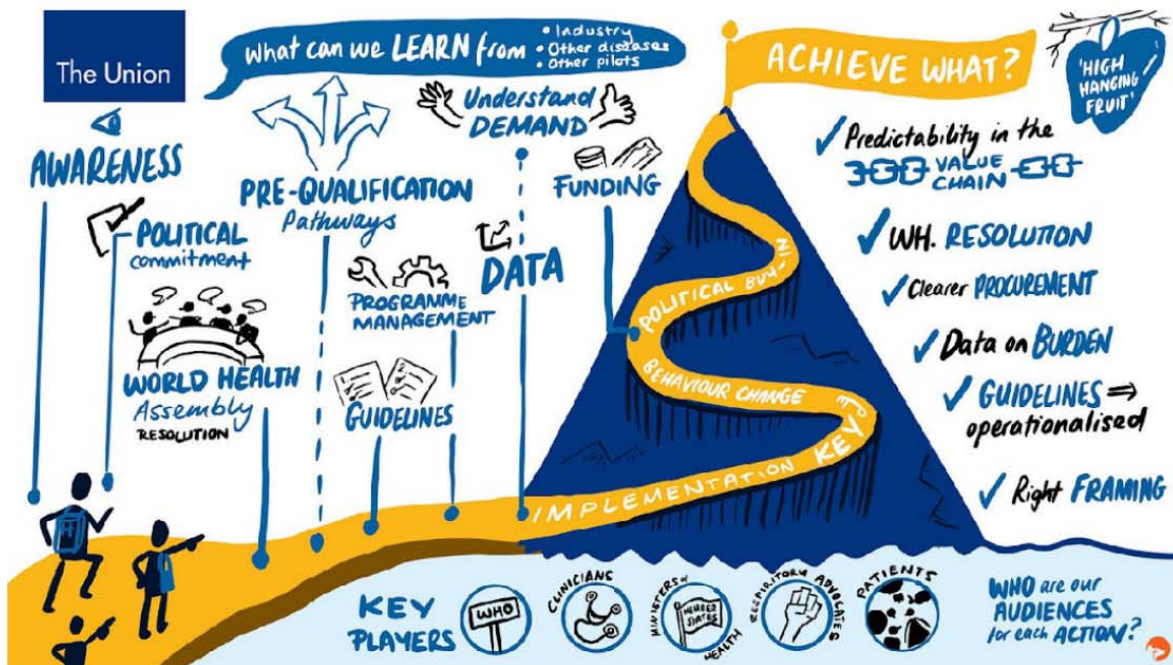 The Union
What can we LEARN from
• Industry
• Other diseases
• Other pilots
ACHIEVE WHAT?
'HIGH
HANGING
FRUIT'
AWARENESS
POLITICAL
commitment
WORLD HEALTH
Assembly
RESOLUTION
PRE-QUALIFICATION
Pathways
PROGRAMME
MANAGEMENT
GUIDELINES
Understand
DEMAND
DATA
FUNDING
POLITICAL BUY-IN
BEHAVIOUR CHANGE
IMPLEMENTATION KEY
✓ Predictability in the
VALUE
CHAIN
✓ WH. RESOLUTION
✓ Clearer PROCUREMENT
✓ Data on BURDEN
✓ GUIDELINES ⇒
operationalised
✓ Right FRAMING
KEY
PLAYERS
WHO
CLINICIANS
MINISTERS of
HEALTH
MEMBER
STATES
RESPIRITORY ADVOCATES
PATIENTS
WHO are our
AUDIENCES
for each ACTION?